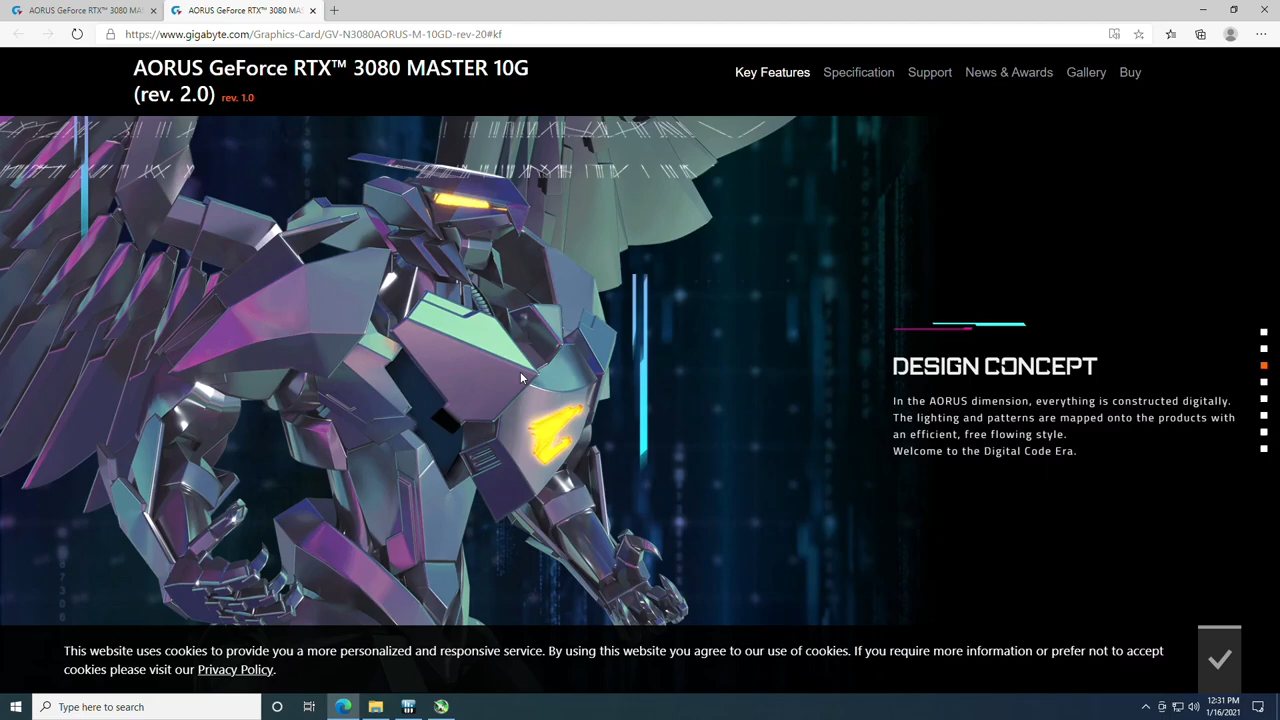 AORUS GeForce RTX™ 3080 MAS
AORUS GeForce RTX™ 3080 MAS
https://www.gigabyte.com/Graphics-Card/GV-N3080AORUS-M-10GD-rev-20#kf
AORUS GeForce RTX™ 3080 MASTER 10G
(rev. 2.0) rev. 1.0
Key Features
Specification
Support
News & Awards
Gallery
Buy
DESIGN CONCEPT
In the AORUS dimension, everything is constructed digitally.
The lighting and patterns are mapped onto the products with
an efficient, free flowing style.
Welcome to the Digital Code Era.
This website uses cookies to provide you a more personalized and responsive service. By using this website you agree to our use of cookies. If you require more information or prefer not to accept
cookies please visit our Privacy Policy.
Type here to search
12:31 PM
1/16/2021